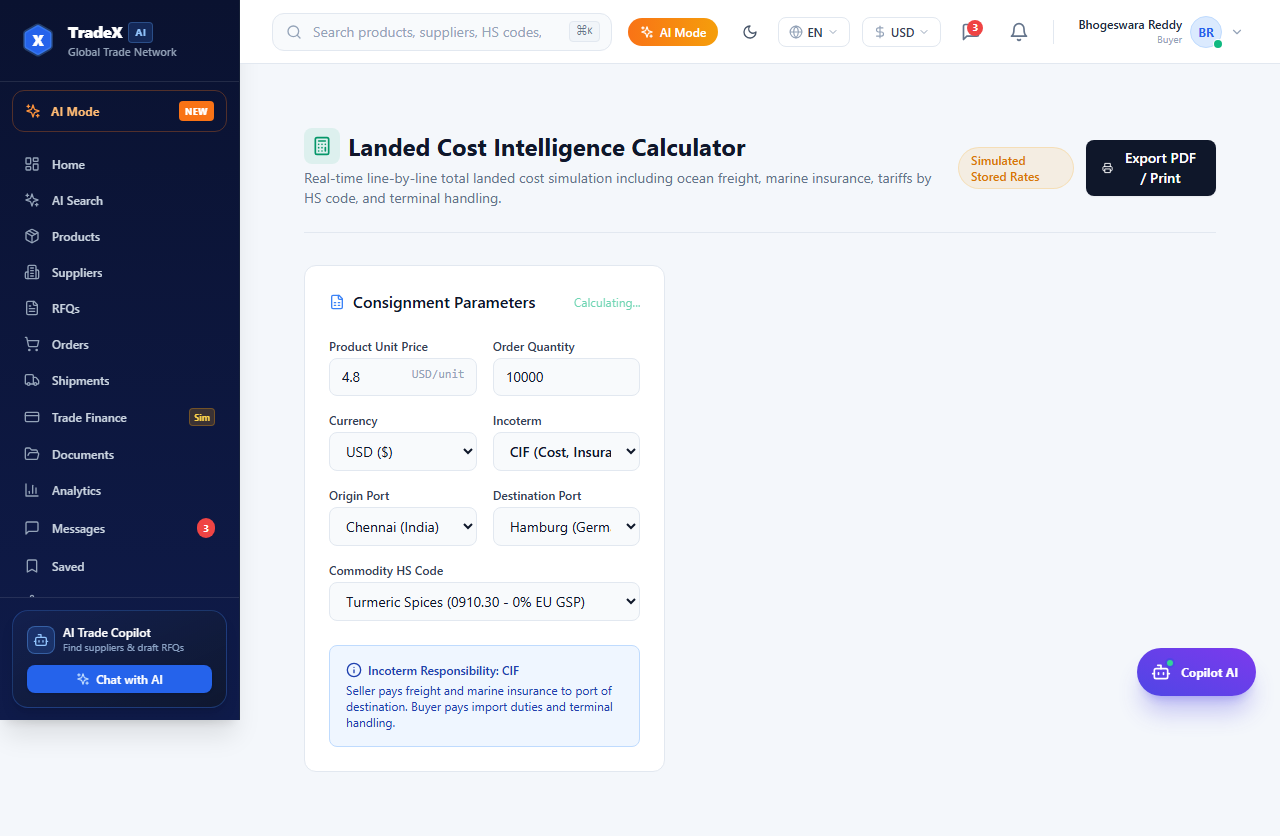 TradeX AI
Global Trade Network
AI Mode NEW
Home
AI Search
Products
Suppliers
RFQs
Orders
Shipments
Trade Finance Sim
Documents
Analytics
Messages 3
Saved
AI Trade Copilot
Find suppliers & draft RFQs
Chat with AI
Search products, suppliers, HS codes, ⌘K
AI Mode
EN
$ USD
3
Bhogeswara Reddy
Buyer
BR
Landed Cost Intelligence Calculator
Real-time line-by-line total landed cost simulation including ocean freight, marine insurance, tariffs by
HS code, and terminal handling.
Simulated
Stored Rates
Export PDF
/ Print
Consignment Parameters
Calculating...
Product Unit Price
Order Quantity
4.8 USD/unit
10000
Currency
Incoterm
USD ($)
CIF (Cost, Insura
Origin Port
Destination Port
Chennai (India)
Hamburg (Germ
Commodity HS Code
Turmeric Spices (0910.30 - 0% EU GSP)
Incoterm Responsibility: CIF
Seller pays freight and marine insurance to port of
destination. Buyer pays import duties and terminal
handling.
Copilot AI